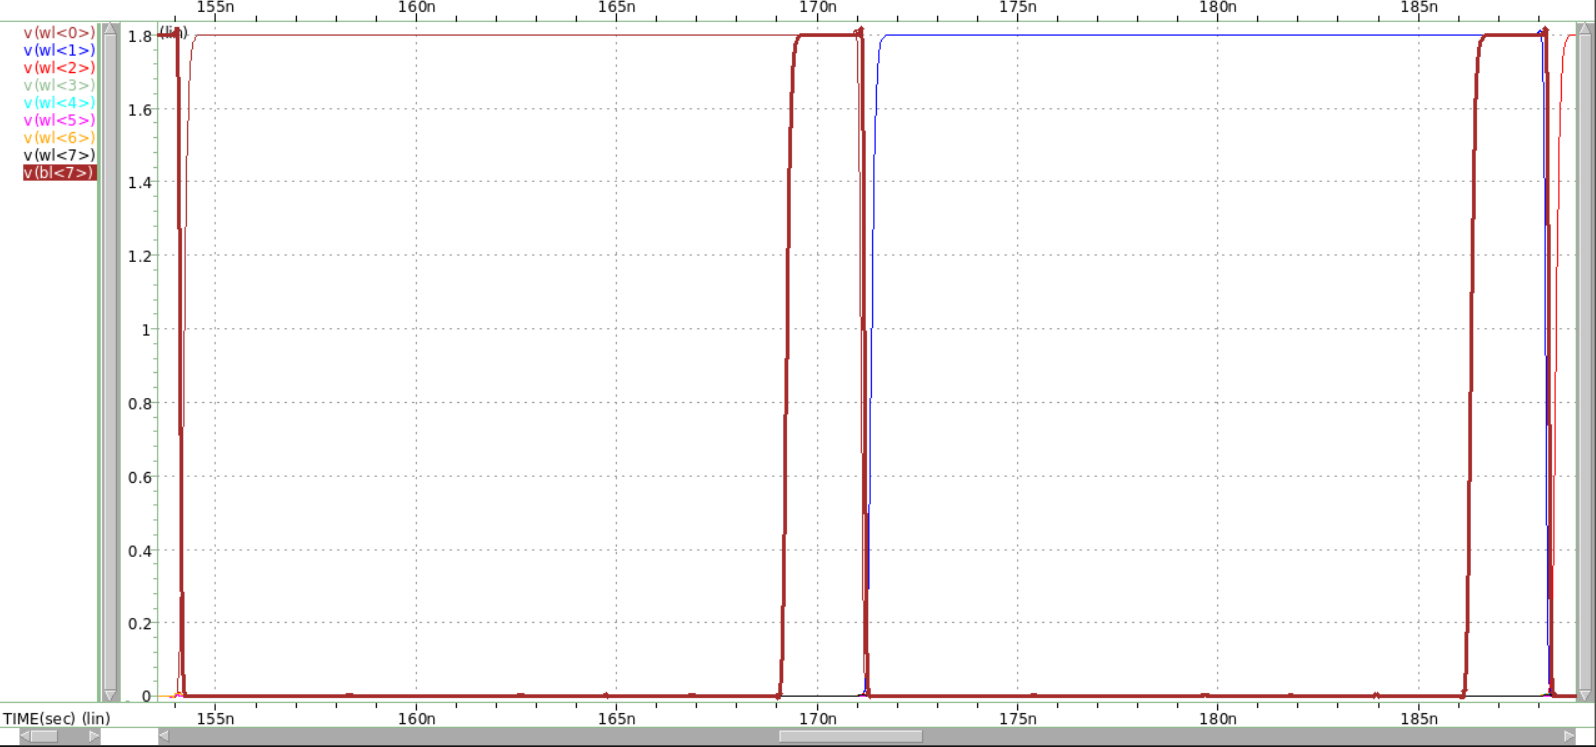 155n 160n 165n 170n 175n 180n 185n
v(wl<0>)
v(wl<1>)
v(wl<2>)
v(wl<3>)
v(wl<4>)
v(wl<5>)
v(wl<6>)
v(wl<7>)
v(bl<7>)
(lin)
1.8
1.6
1.4
1.2
1
0.8
0.6
0.4
0.2
0
TIME(sec) (lin) 155n 160n 165n 170n 175n 180n 185n